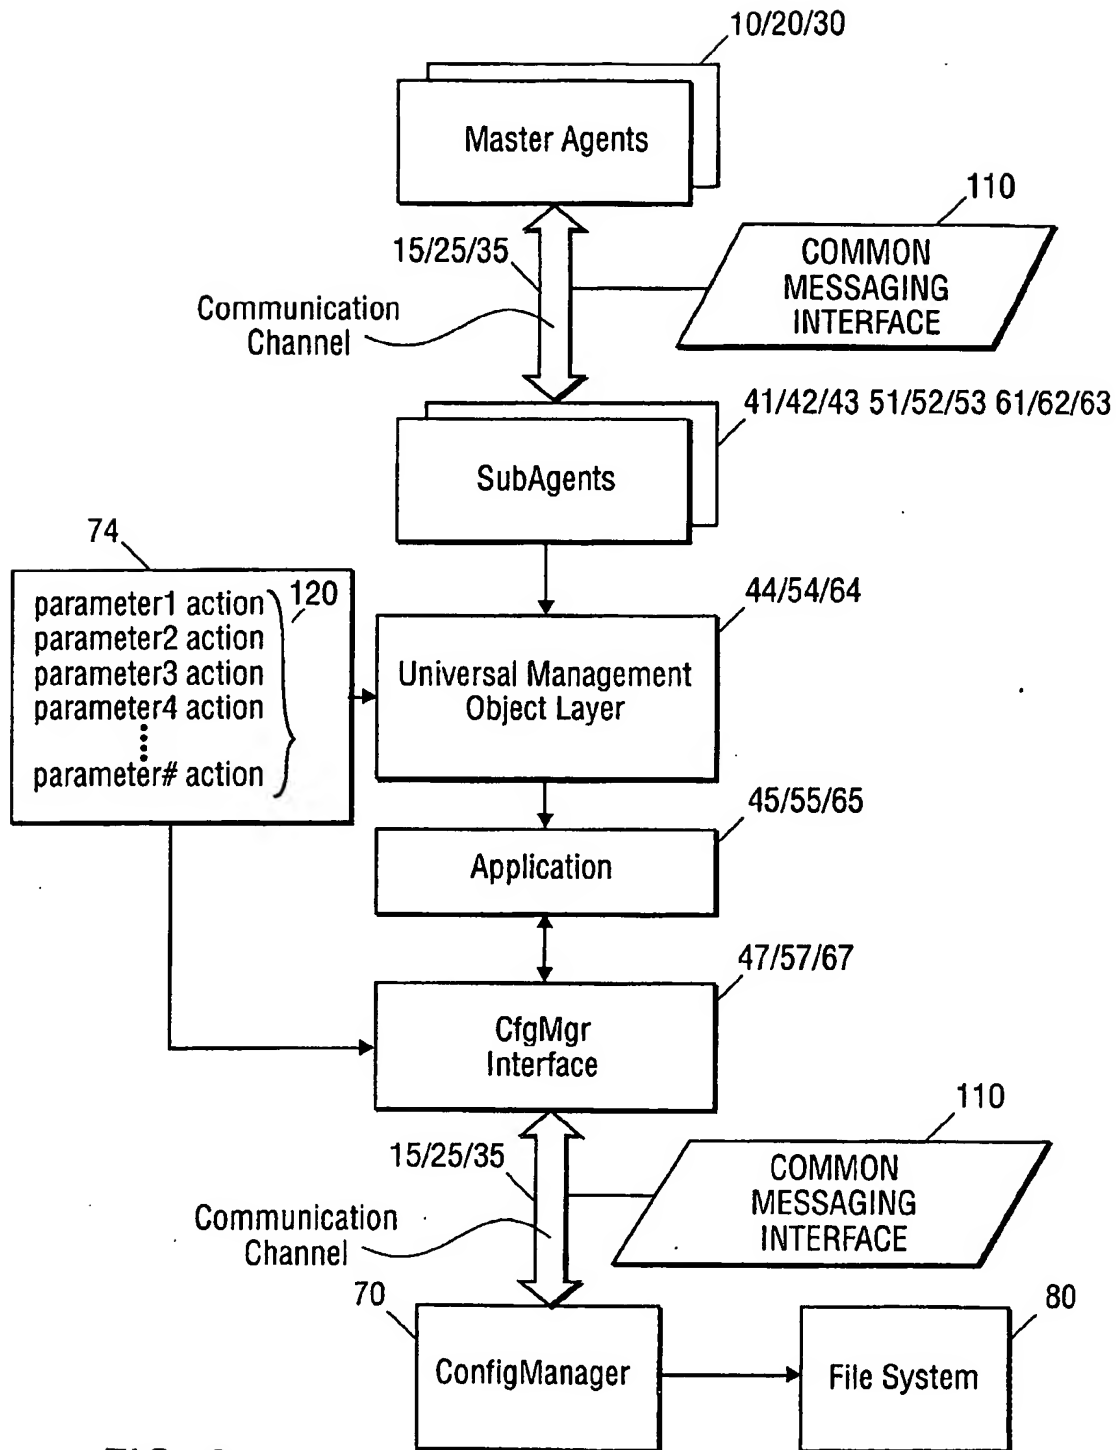 10/20/30
Master Agents
110
15/25/35
COMMON
MESSAGING
INTERFACE
Communication
Channel
41/42/43 51/52/53 61/62/63
SubAgents
74
120
parameter1 action
parameter2 action
parameter3 action
parameter4 action
parameter# action
44/54/64
Universal Management
Object Layer
45/55/65
Application
47/57/67
CfgMgr
Interface
110
15/25/35
COMMON
MESSAGING
INTERFACE
Communication
Channel
70
80
ConfigManager
File System